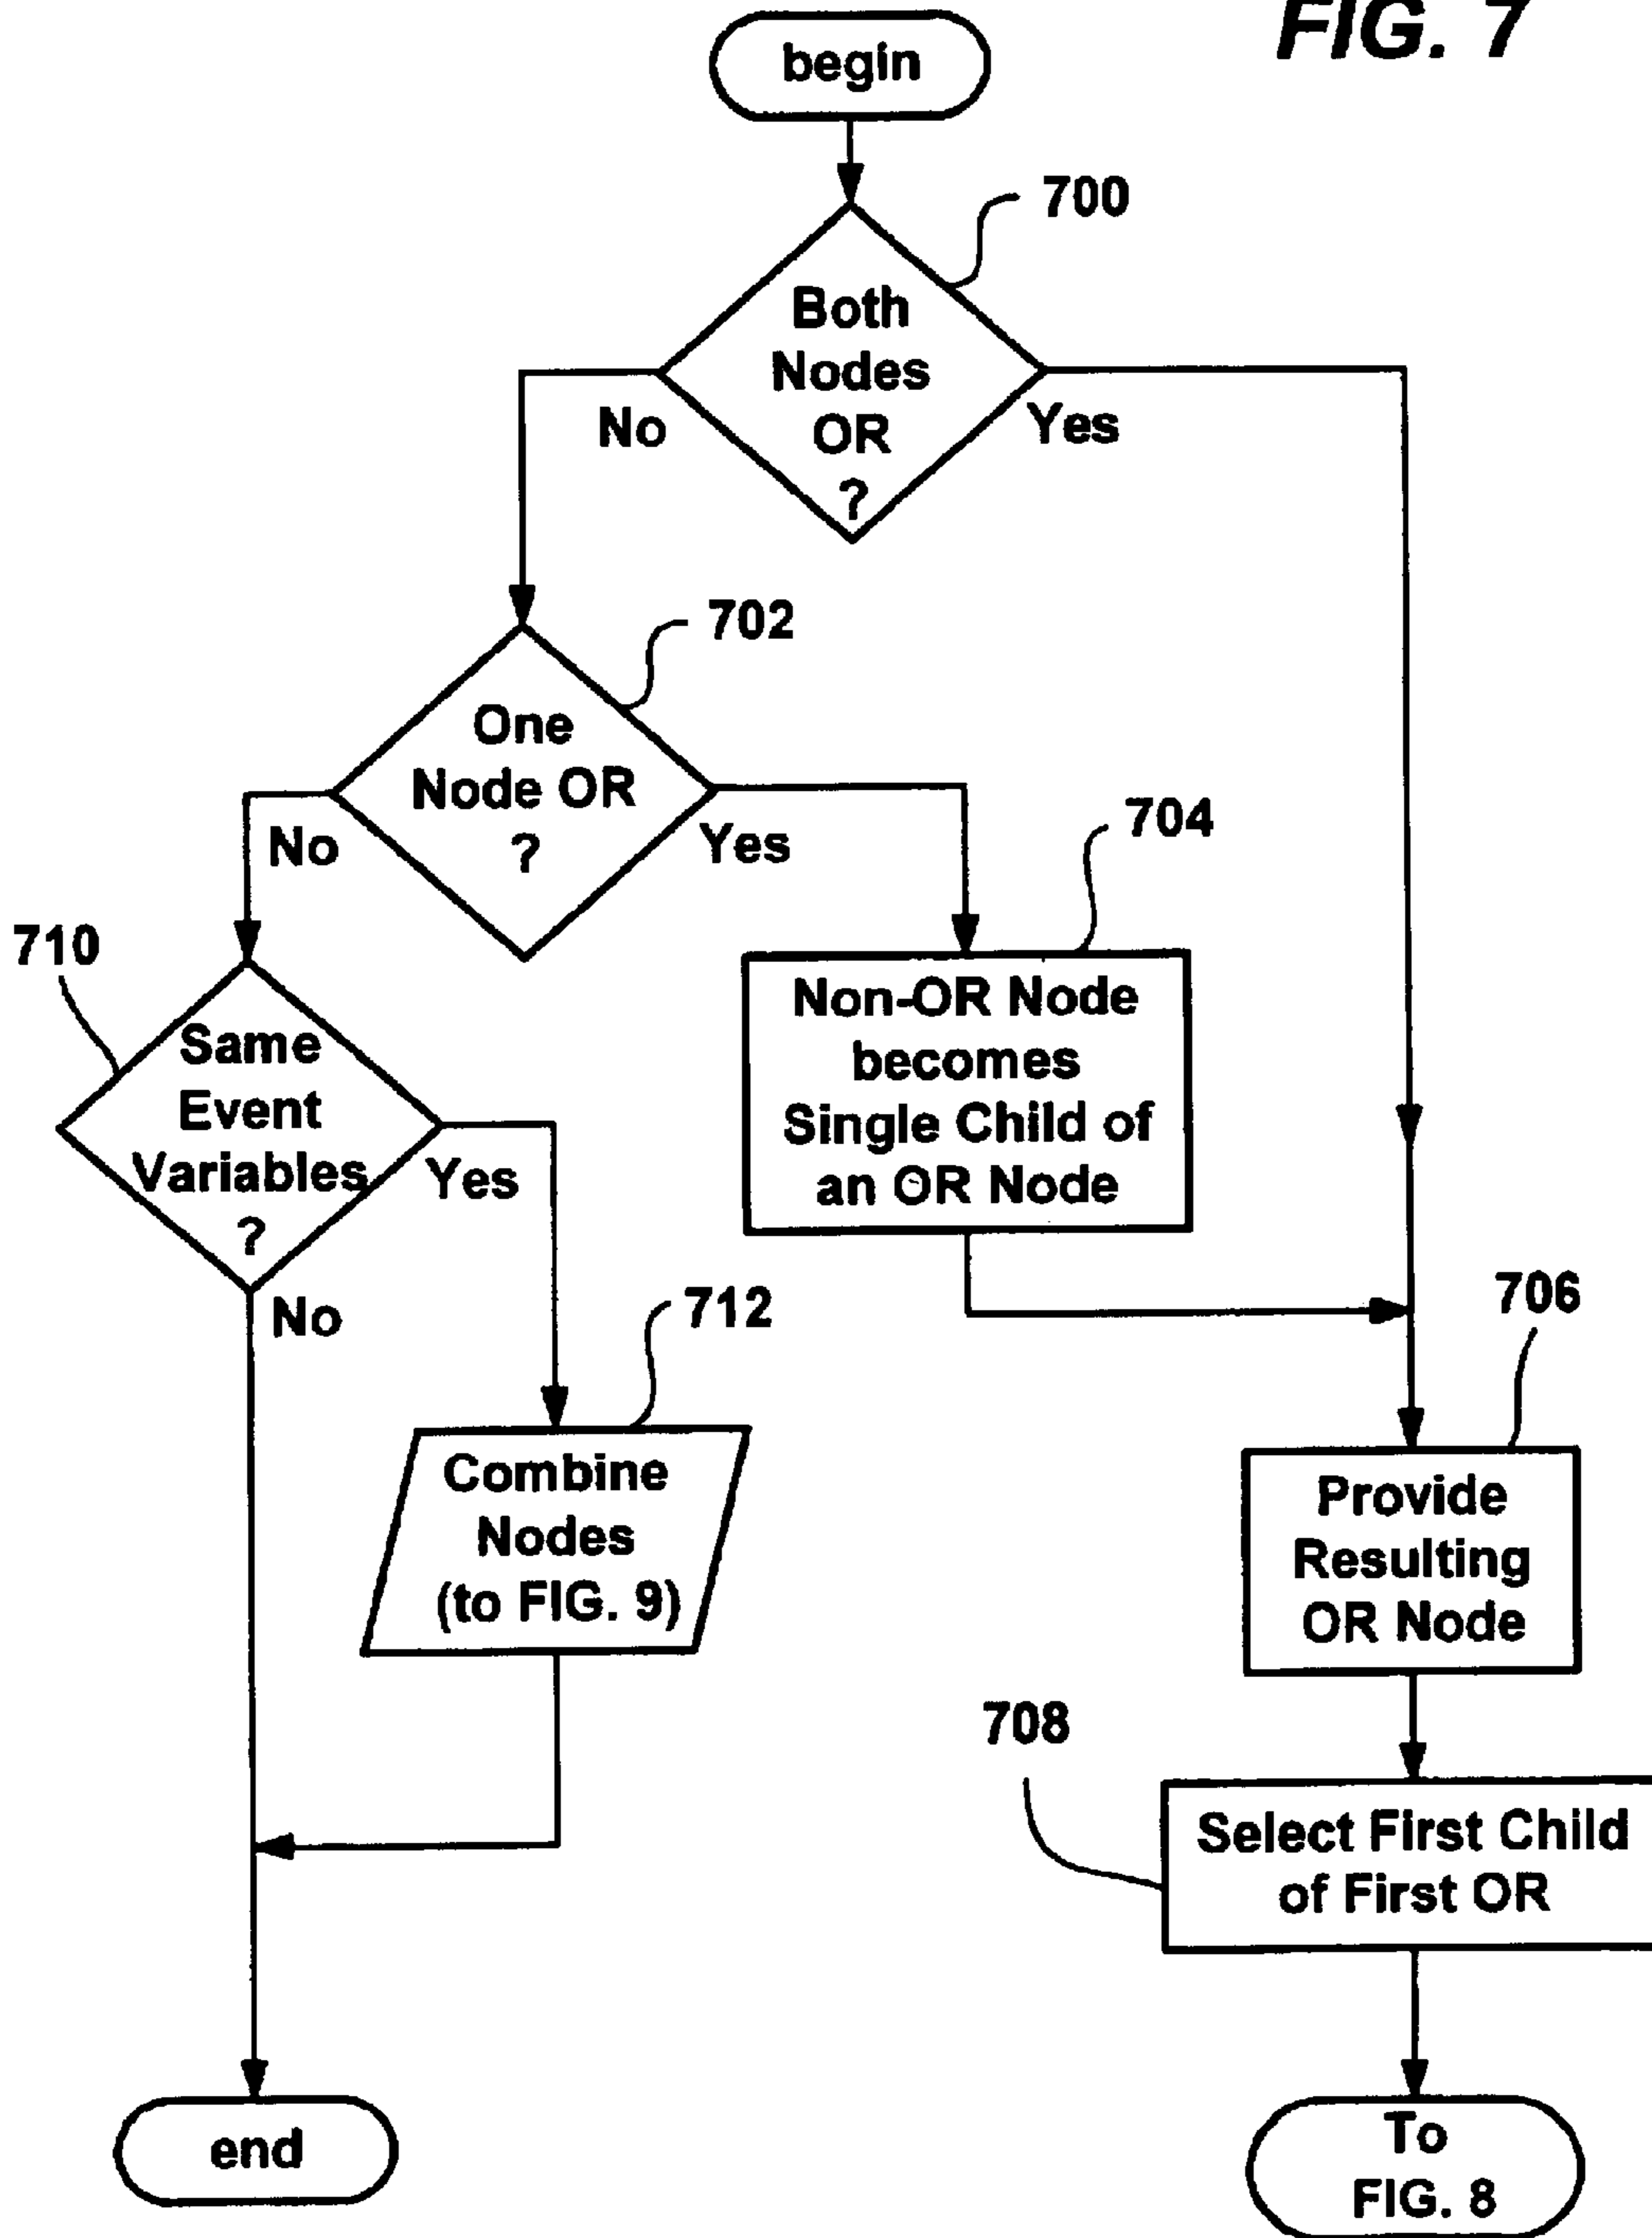 FIG. 7
begin
700
Both
Nodes
OR
?
No
Yes
702
One
Node OR
?
No
Yes
704
Non-OR Node
becomes
Single Child of
an OR Node
710
Same
Event
Variables
?
Yes
No
712
Combine
Nodes
(to FIG. 9)
706
Provide
Resulting
OR Node
708
Select First Child
of First OR
end
To
FIG. 8